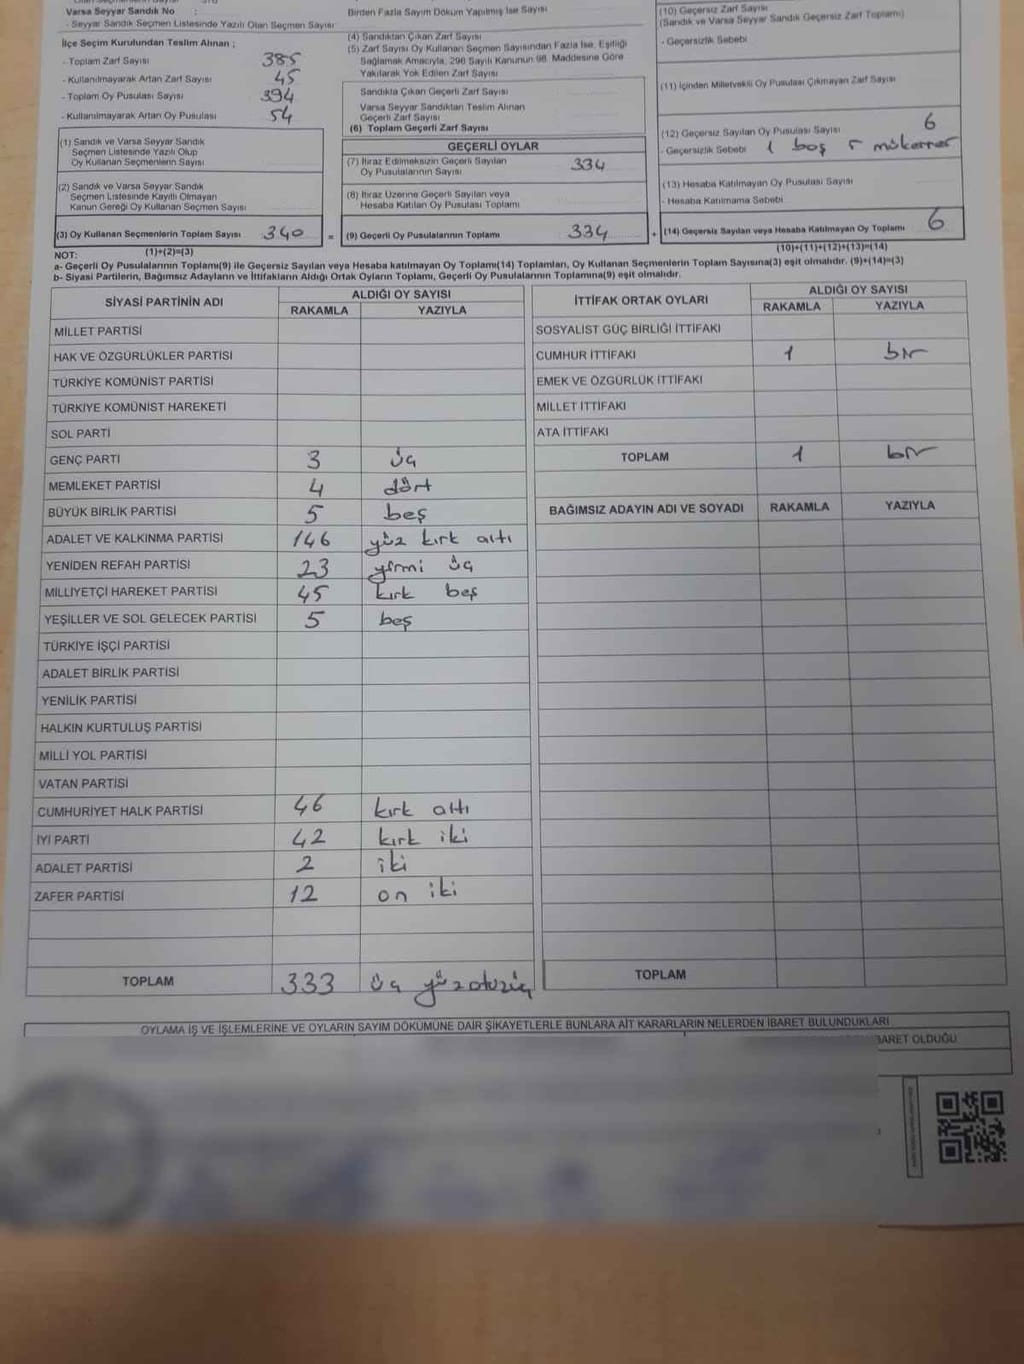 Varsa Seyyar Sandık No :
- Seyyar Sandık Seçmen Listesinde Yazılı Olan Seçmen Sayısı
İlçe Seçim Kurulundan Teslim Alınan ;
- Toplam Zarf Sayısı 385
- Kullanılmayarak Artan Zarf Sayısı 45
- Toplam Oy Pusulası Sayısı 394
- Kullanılmayarak Artan Oy Pusulası 54
(1) Sandık ve Varsa Seyyar Sandık
Seçmen Listesinde Yazılı Olup
Oy Kullanan Seçmenlerin Sayısı
(2) Sandık ve Varsa Seyyar Sandık
Seçmen Listesinde Kayıtlı Olmayan
Kanun Gereği Oy Kullanan Seçmen Sayısı
(3) Oy Kullanan Seçmenlerin Toplam Sayısı 340 =
(1)+(2)=(3)
Birden Fazla Sayım Döküm Yapılmış İse Sayısı
(4) Sandıktan Çıkan Zarf Sayısı
(5) Zarf Sayısı Oy Kullanan Seçmen Sayısından Fazla İse, Eşitliği
Sağlamak Amacıyla, 298 Sayılı Kanunun 98. Maddesine Göre
Yakılarak Yok Edilen Zarf Sayısı
Sandıkta Çıkan Geçerli Zarf Sayısı
Varsa Seyyar Sandıktan Teslim Alınan
Geçerli Zarf Sayısı
(6) Toplam Geçerli Zarf Sayısı
GEÇERLİ OYLAR
(7) İtiraz Edilmeksizin Geçerli Sayılan
Oy Pusulalarının Sayısı 334
(8) İtiraz Üzerine Geçerli Sayılan veya
Hesaba Katılan Oy Pusulası Toplamı
(9) Geçerli Oy Pusulalarının Toplamı 334 +
(10) Geçersiz Zarf Sayısı
(Sandık ve Varsa Seyyar Sandık Geçersiz Zarf Toplamı)
- Geçersizlik Sebebi
(11) İçinden Milletvekili Oy Pusulası Çıkmayan Zarf Sayısı
(12) Geçersiz Sayılan Oy Pusulası Sayısı 6
- Geçersizlik Sebebi 1 boş 5 mükerrer
(13) Hesaba Katılmayan Oy Pusulası Sayısı
- Hesaba Katılmama Sebebi
(14) Geçersiz Sayılan veya Hesaba Katılmayan Oy Toplamı 6
(10)+(11)+(12)+(13)=(14)
NOT:
a- Geçerli Oy Pusulalarının Toplamı(9) ile Geçersiz Sayılan veya Hesaba katılmayan Oy Toplamı(14) Toplamları, Oy Kullanan Seçmenlerin Toplam Sayısına(3) eşit olmalıdır. (9)+(14)=(3)
b- Siyasi Partilerin, Bağımsız Adayların ve İttifakların Aldığı Ortak Oyların Toplamı, Geçerli Oy Pusulalarının Toplamına(9) eşit olmalıdır.
SİYASİ PARTİNİN ADI ALDIĞI OY SAYISI
RAKAMLA YAZIYLA
MİLLET PARTİSİ
HAK VE ÖZGÜRLÜKLER PARTİSİ
TÜRKİYE KOMÜNİST PARTİSİ
TÜRKİYE KOMÜNİST HAREKETİ
SOL PARTİ
GENÇ PARTİ 3 üç
MEMLEKET PARTİSİ 4 dört
BÜYÜK BİRLİK PARTİSİ 5 beş
ADALET VE KALKINMA PARTİSİ 146 yüz kırk altı
YENİDEN REFAH PARTİSİ 23 yirmi üç
MİLLİYETÇİ HAREKET PARTİSİ 45 kırk beş
YEŞİLLER VE SOL GELECEK PARTİSİ 5 beş
TÜRKİYE İŞÇİ PARTİSİ
ADALET BİRLİK PARTİSİ
YENİLİK PARTİSİ
HALKIN KURTULUŞ PARTİSİ
MİLLİ YOL PARTİSİ
VATAN PARTİSİ
CUMHURİYET HALK PARTİSİ 46 kırk altı
İYİ PARTİ 42 kırk iki
ADALET PARTİSİ 2 iki
ZAFER PARTİSİ 12 on iki
TOPLAM 333 üç yüz otuz üç
İTTİFAK ORTAK OYLARI ALDIĞI OY SAYISI
RAKAMLA YAZIYLA
SOSYALİST GÜÇ BİRLİĞİ İTTİFAKI
CUMHUR İTTİFAKI 1 bir
EMEK VE ÖZGÜRLÜK İTTİFAKI
MİLLET İTTİFAKI
ATA İTTİFAKI
TOPLAM 1 bir
BAĞIMSIZ ADAYIN ADI VE SOYADI RAKAMLA YAZIYLA
TOPLAM
OYLAMA İŞ VE İŞLEMLERİNE VE OYLARIN SAYIM DÖKÜMÜNE DAİR ŞİKAYETLERLE BUNLARA AİT KARARLARIN NELERDEN İBARET BULUNDUKLARI
BARET OLDUĞU